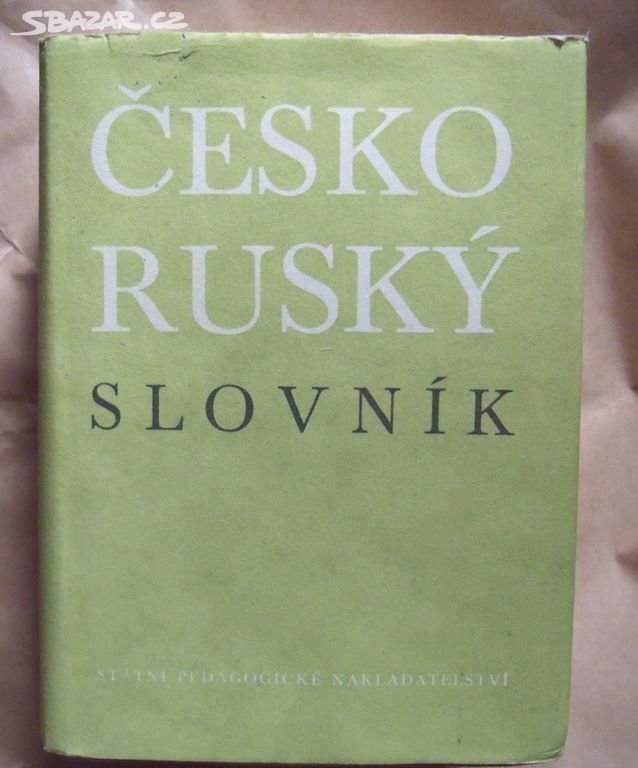 SBAZAR.CZ
ČESKO
RUSKÝ
SLOVNÍK
STÁTNÍ PEDAGOGICKÉ NAKLADATELSTVÍ